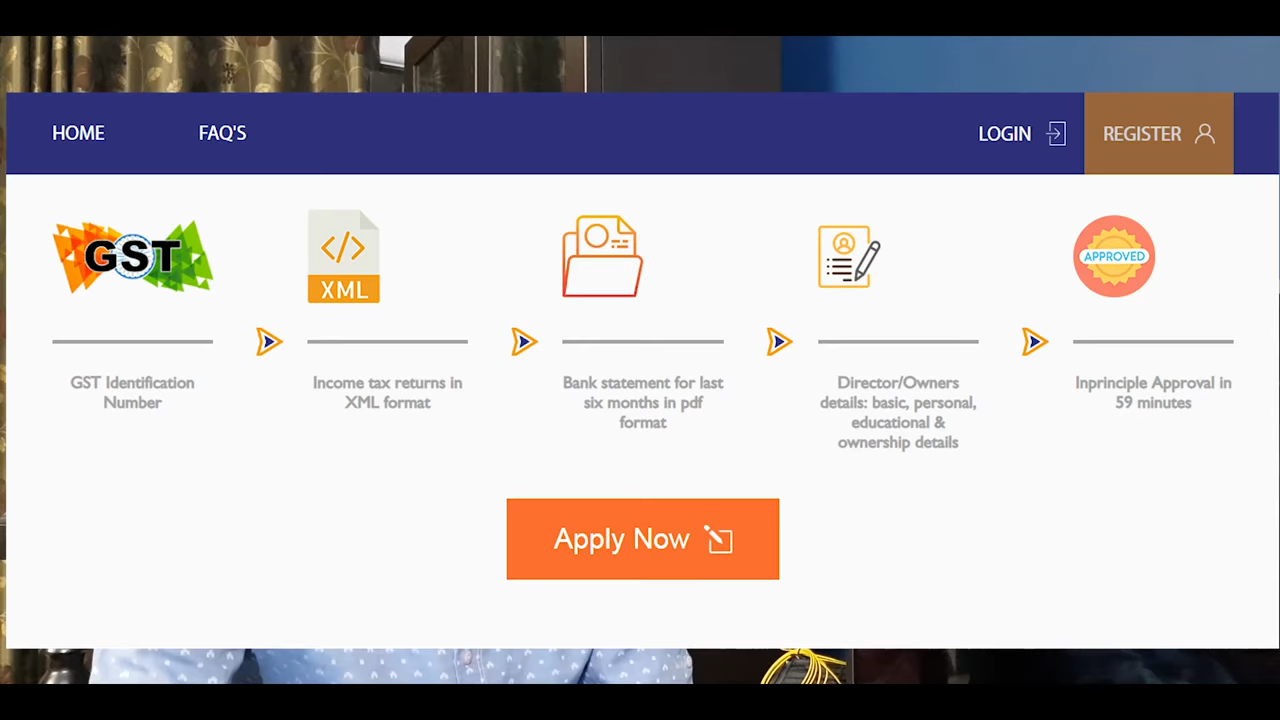 HOME
FAQ'S
LOGIN
REGISTER
GST
</>
XML
APPROVED
GST Identification
Number
Income tax returns in
XML format
Bank statement for last
six months in pdf
format
Director/Owners
details: basic, personal,
educational &
ownership details
Inprinciple Approval in
59 minutes
Apply Now